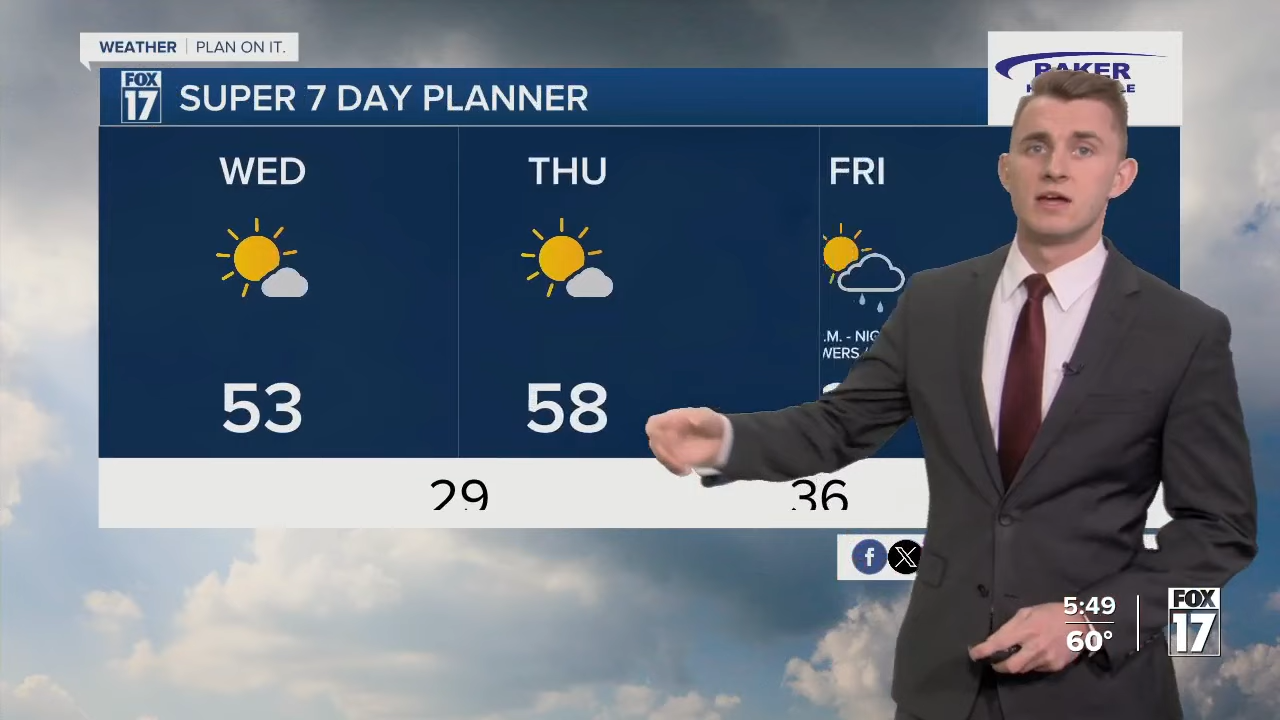 WEATHER | PLAN ON IT.
FOX
17
SUPER 7 DAY PLANNER
WED
THU
FRI
.M. - NIG
53
58
29
36
f
X
5:49
60°
FOX
17